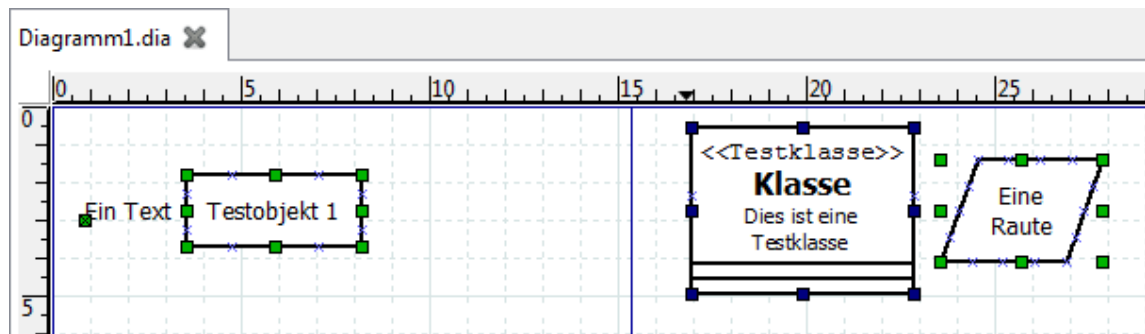 Diagramm1.dia
0 5 10 15 20 25
0
5
Ein Text
Testobjekt 1
<<Testklasse>>
Klasse
Dies ist eine
Testklasse
Eine
Raute